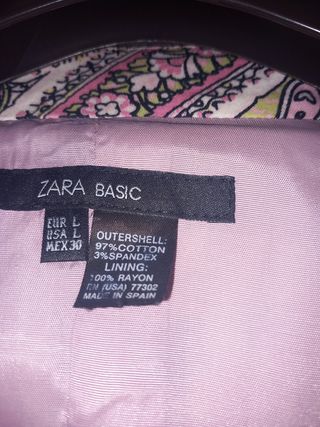 ZARA BASIC
EUR L
USA L
MEX 30
OUTERSHELL:
97%COTTON
3%SPANDEX
LINING:
100% RAYON
RN (USA) 77302
MADE IN SPAIN